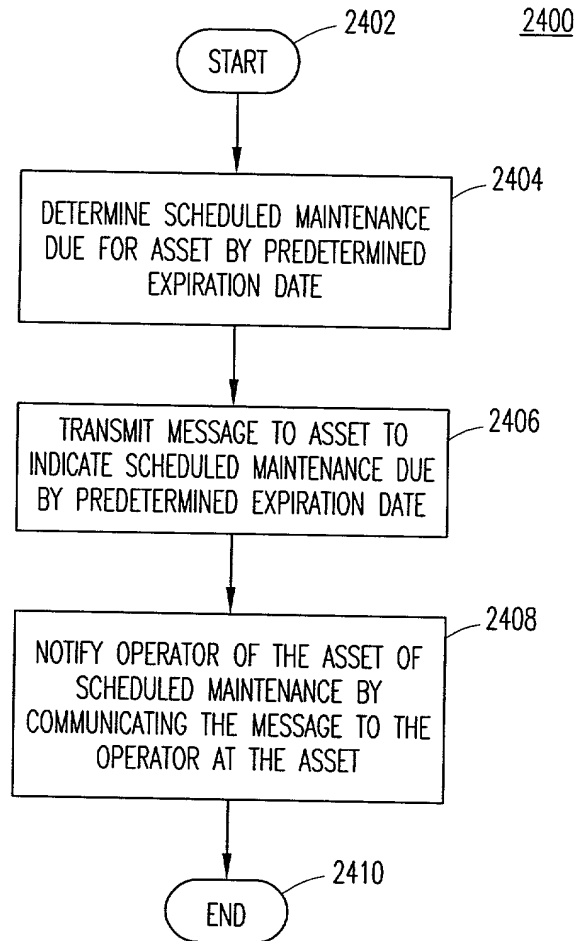 2402
2400
START
2404
DETERMINE SCHEDULED MAINTENANCE
DUE FOR ASSET BY PREDETERMINED
EXPIRATION DATE
2406
TRANSMIT MESSAGE TO ASSET TO
INDICATE SCHEDULED MAINTENANCE DUE
BY PREDETERMINED EXPIRATION DATE
2408
NOTIFY OPERATOR OF THE ASSET OF
SCHEDULED MAINTENANCE BY
COMMUNICATING THE MESSAGE TO THE
OPERATOR AT THE ASSET
2410
END